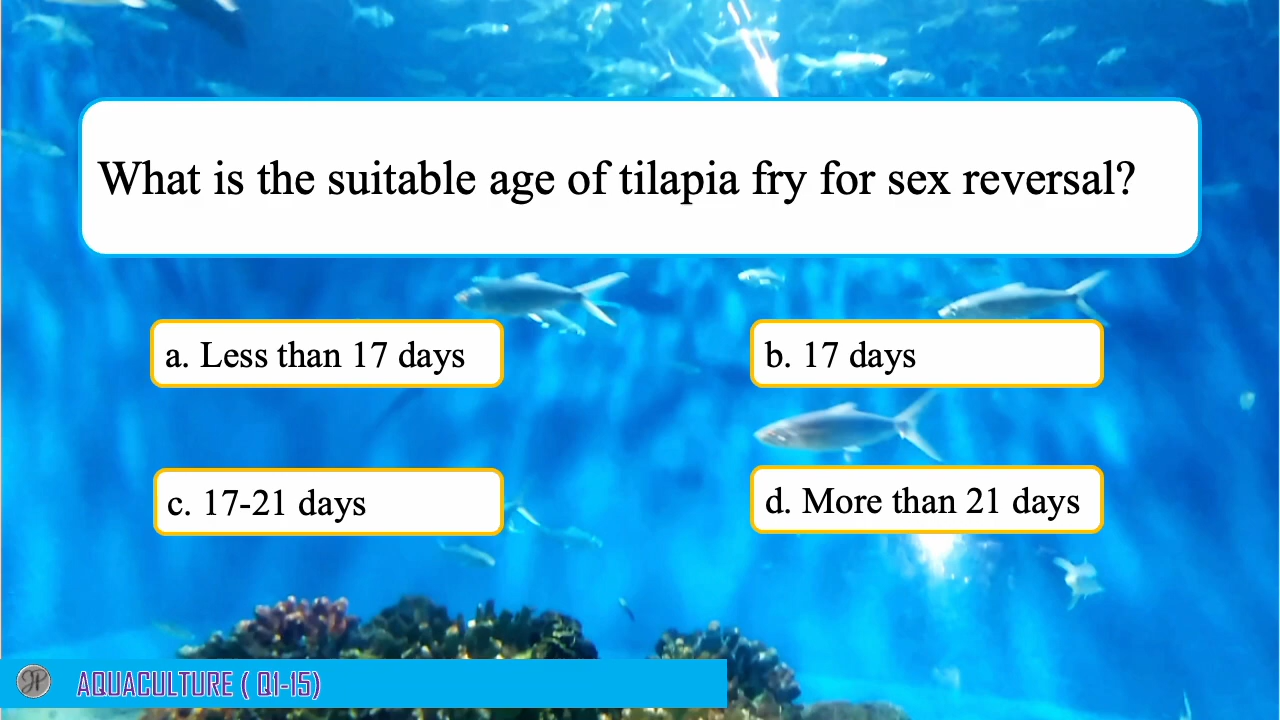 What is the suitable age of tilapia fry for sex reversal?
a. Less than 17 days
b. 17 days
c. 17-21 days
d. More than 21 days
AQUACULTURE ( Q1-15)